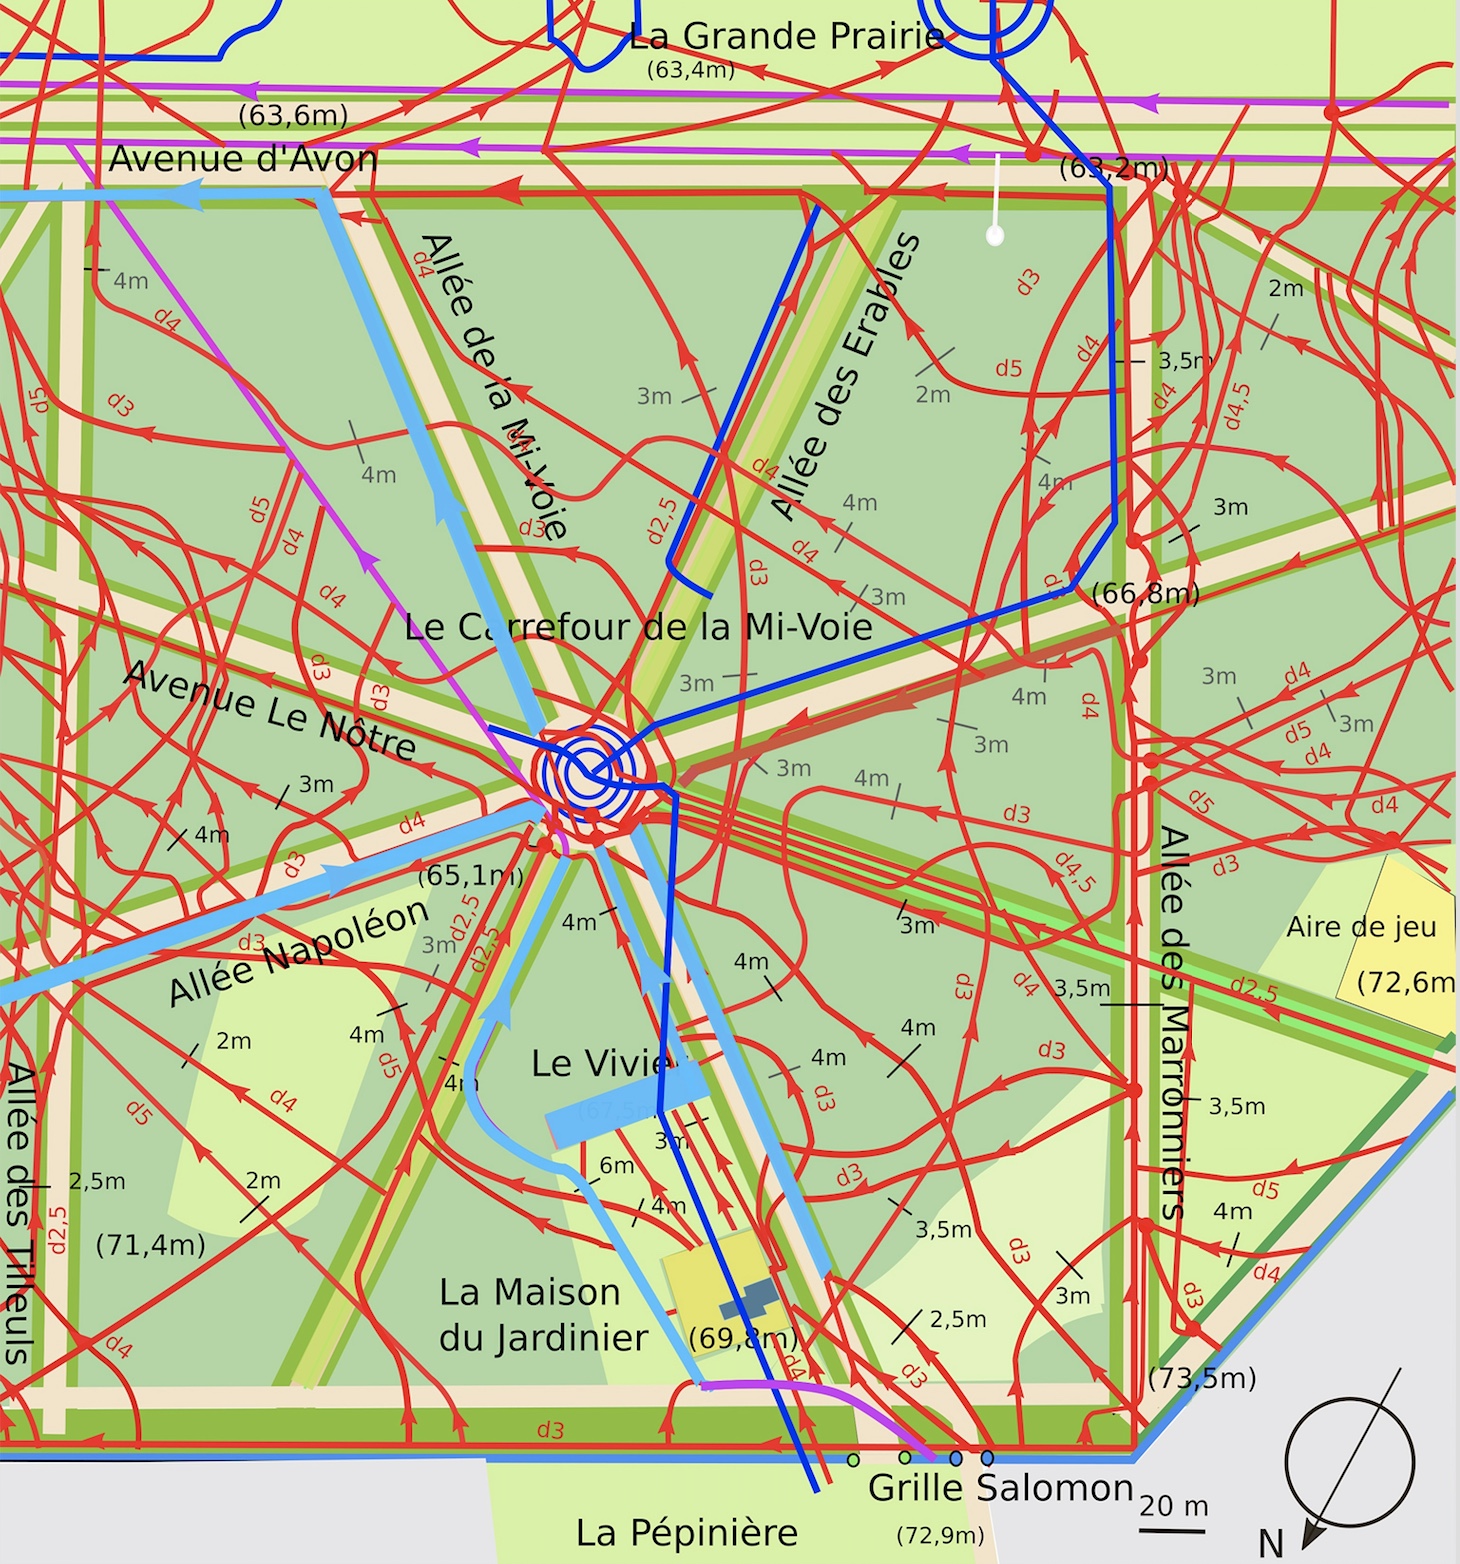 La Grande Prairie
(63,4m)
(63,6m)
Avenue d'Avon
(63,2m)
Allée de la Mi-Voie
Allée des Erables
d4
d3
4m
d4
2m
3,5m
d4
d5
2m
3m
d5
d3
d4
d4,5
d4
4m
d4
4m
4m
3m
d5
d4
d2,5
d3
d4
d3
d4
3m
(66,8m)
Le Carrefour de la Mi-Voie
Avenue Le Nôtre
d3
d3
3m
4m
d4
3m
d4
3m
d5
d4
3m
3m
4m
3m
4m
d3
d5
d4
d4
d3
(65,1m)
d4,5
d3
Allée Napoléon
d3
d2,5
d2,5
3m
4m
3m
Aire de jeu
(72,6m
4m
d3
d4
3,5m
d2,5
Allée des Marronniers
2m
4m
d5
4m
Le Vivie
4m
4m
d3
d3
3,5m
d5
d4
3m
6m
4m
d3
3,5m
d5
4m
d4
Allée des Tilleuls
2,5m
2m
d2,5
(71,4m)
La Maison
du Jardinier
(69,8m)
2,5m
d3
3m
d3
d4
d4
d3
(73,5m)
d3
Grille Salomon
(72,9m)
La Pépinière
20 m
N